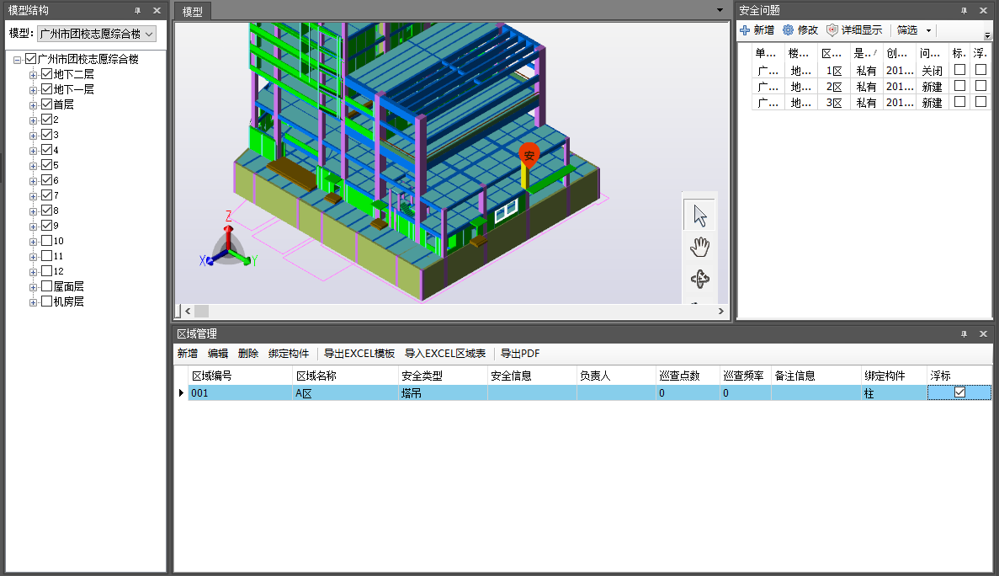 模型结构
模型：广州市团校志愿综合楼
广州市团校志愿综合楼
地下二层
地下一层
首层
2
3
4
5
6
7
8
9
10
11
12
屋面层
机房层
模型
安
Z
X
Y
安全问题
新增 修改 详细显示 筛选
单... 楼... 区... 是... 创... 问... 标. 浮.
广... 地... 1区 私有 201... 关闭
广... 地... 2区 私有 201... 新建
广... 地... 3区 私有 201... 新建
区域管理
新增 编辑 删除 绑定构件 导出EXCEL模板 导入EXCEL区域表 导出PDF
区域编号 区域名称 安全类型 安全信息 负责人 巡查点数 巡查频率 备注信息 绑定构件 浮标
001 A区 塔吊 0 0 柱